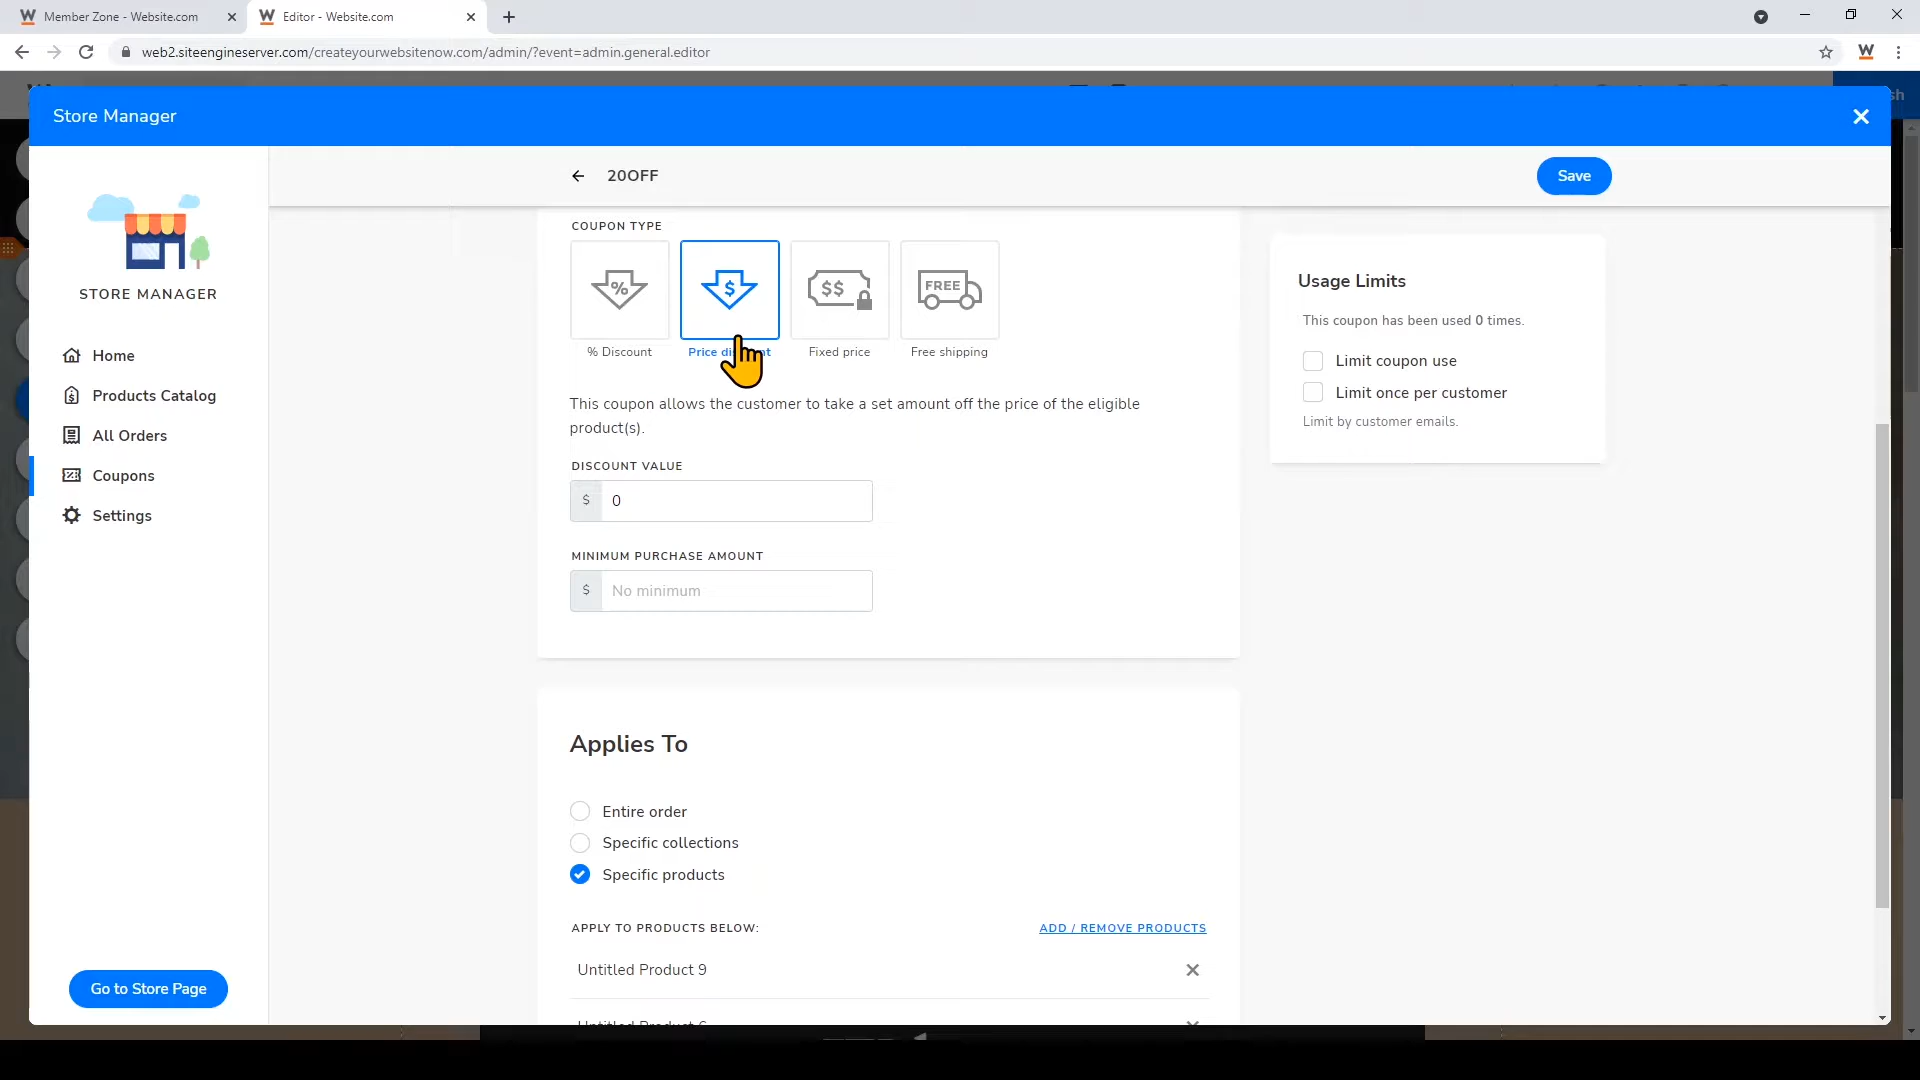 Member Zone - Website.com
Editor - Website.com
web2.siteengineserver.com/createyourwebsitenow.com/admin/?event=admin.general.editor
Store Manager
20OFF
Save
STORE MANAGER
Home
Products Catalog
All Orders
Coupons
Settings
Go to Store Page
COUPON TYPE
%
$
$$
FREE
% Discount
Fixed price
Free shipping
This coupon allows the customer to take a set amount off the price of the eligible
product(s).
DISCOUNT VALUE
$ 0
MINIMUM PURCHASE AMOUNT
$ No minimum
Usage Limits
This coupon has been used 0 times.
Limit coupon use
Limit once per customer
Limit by customer emails.
Applies To
Entire order
Specific collections
Specific products
APPLY TO PRODUCTS BELOW:
ADD / REMOVE PRODUCTS
Untitled Product 9